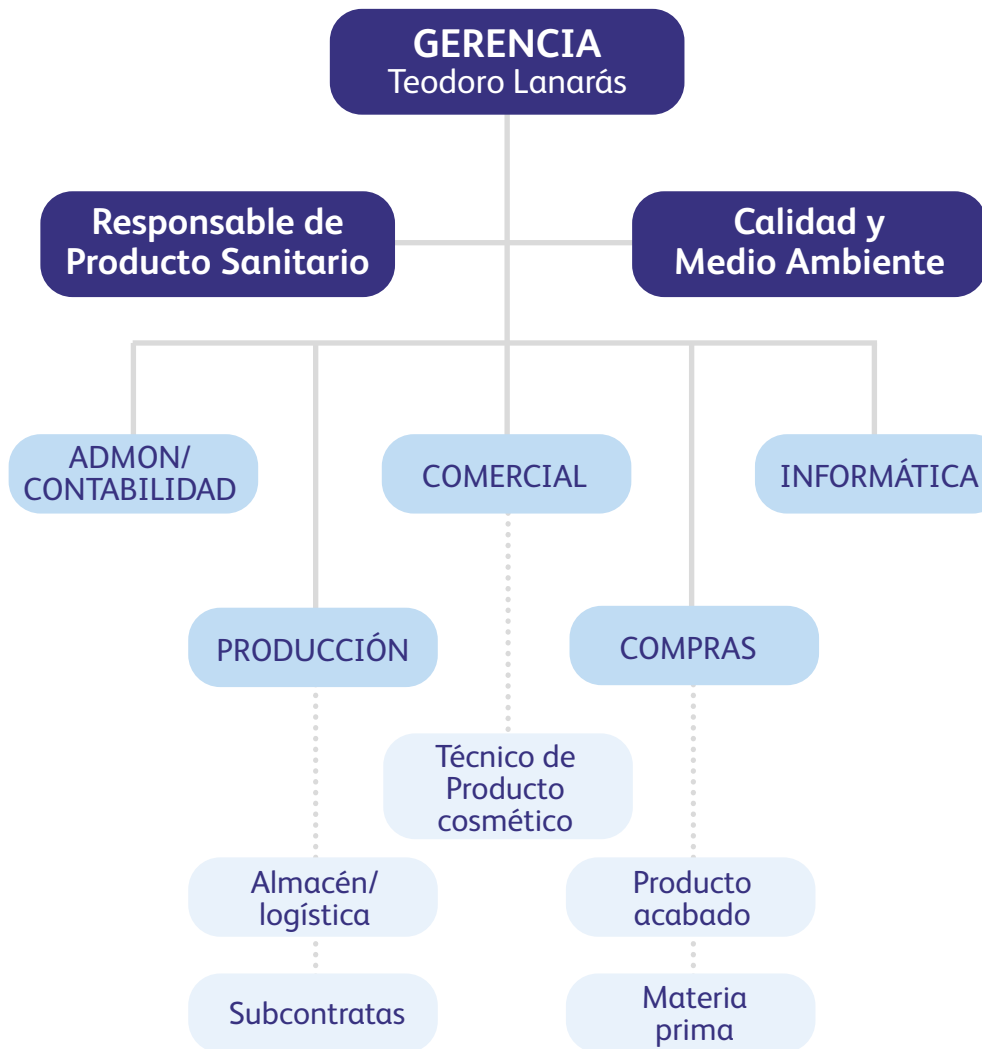 GERENCIA
Teodoro Lanarás
Responsable de
Producto Sanitario
Calidad y
Medio Ambiente
ADMON/
CONTABILIDAD
COMERCIAL
INFORMÁTICA
PRODUCCIÓN
COMPRAS
Técnico de
Producto
cosmético
Almacén/
logística
Producto
acabado
Subcontratas
Materia
prima